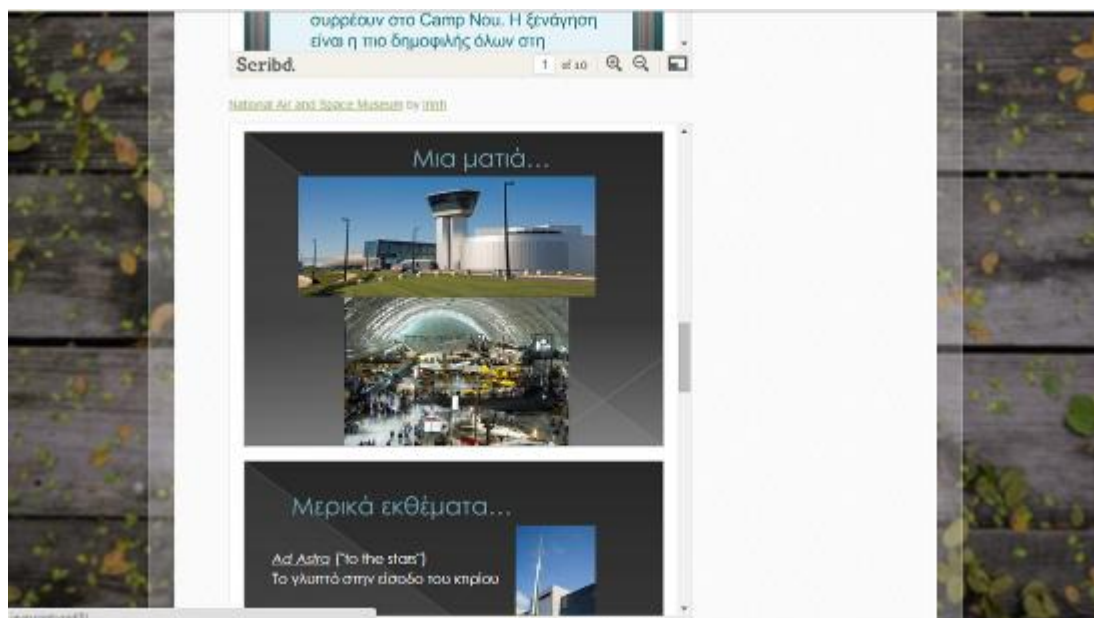 συρρέουν στο Camp Nou. Η ξενάγηση
είναι η πιο δημοφιλής όλων στη
Scribd. 1 of 10
National Air and Space Museum by
Μια ματιά...
Μερικά εκθέματα...
Ad Astra ("to the stars")
Το γλυπτό στην είσοδο του κτιρίου